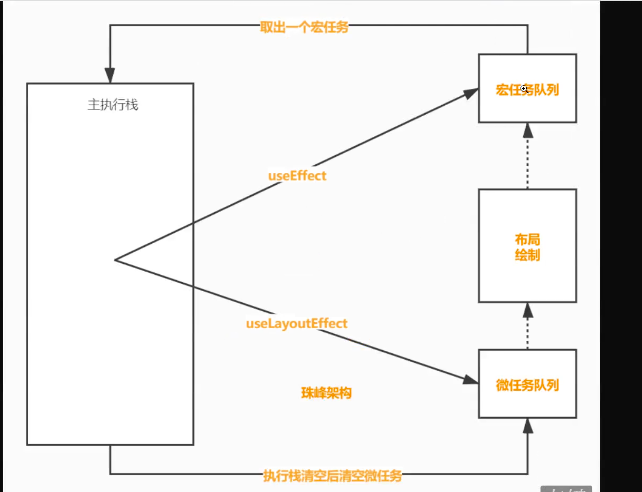 取出一个宏任务
主执行栈
宏任务队列
useEffect
布局
绘制
useLayoutEffect
微任务队列
珠峰架构
执行栈清空后清空微任务